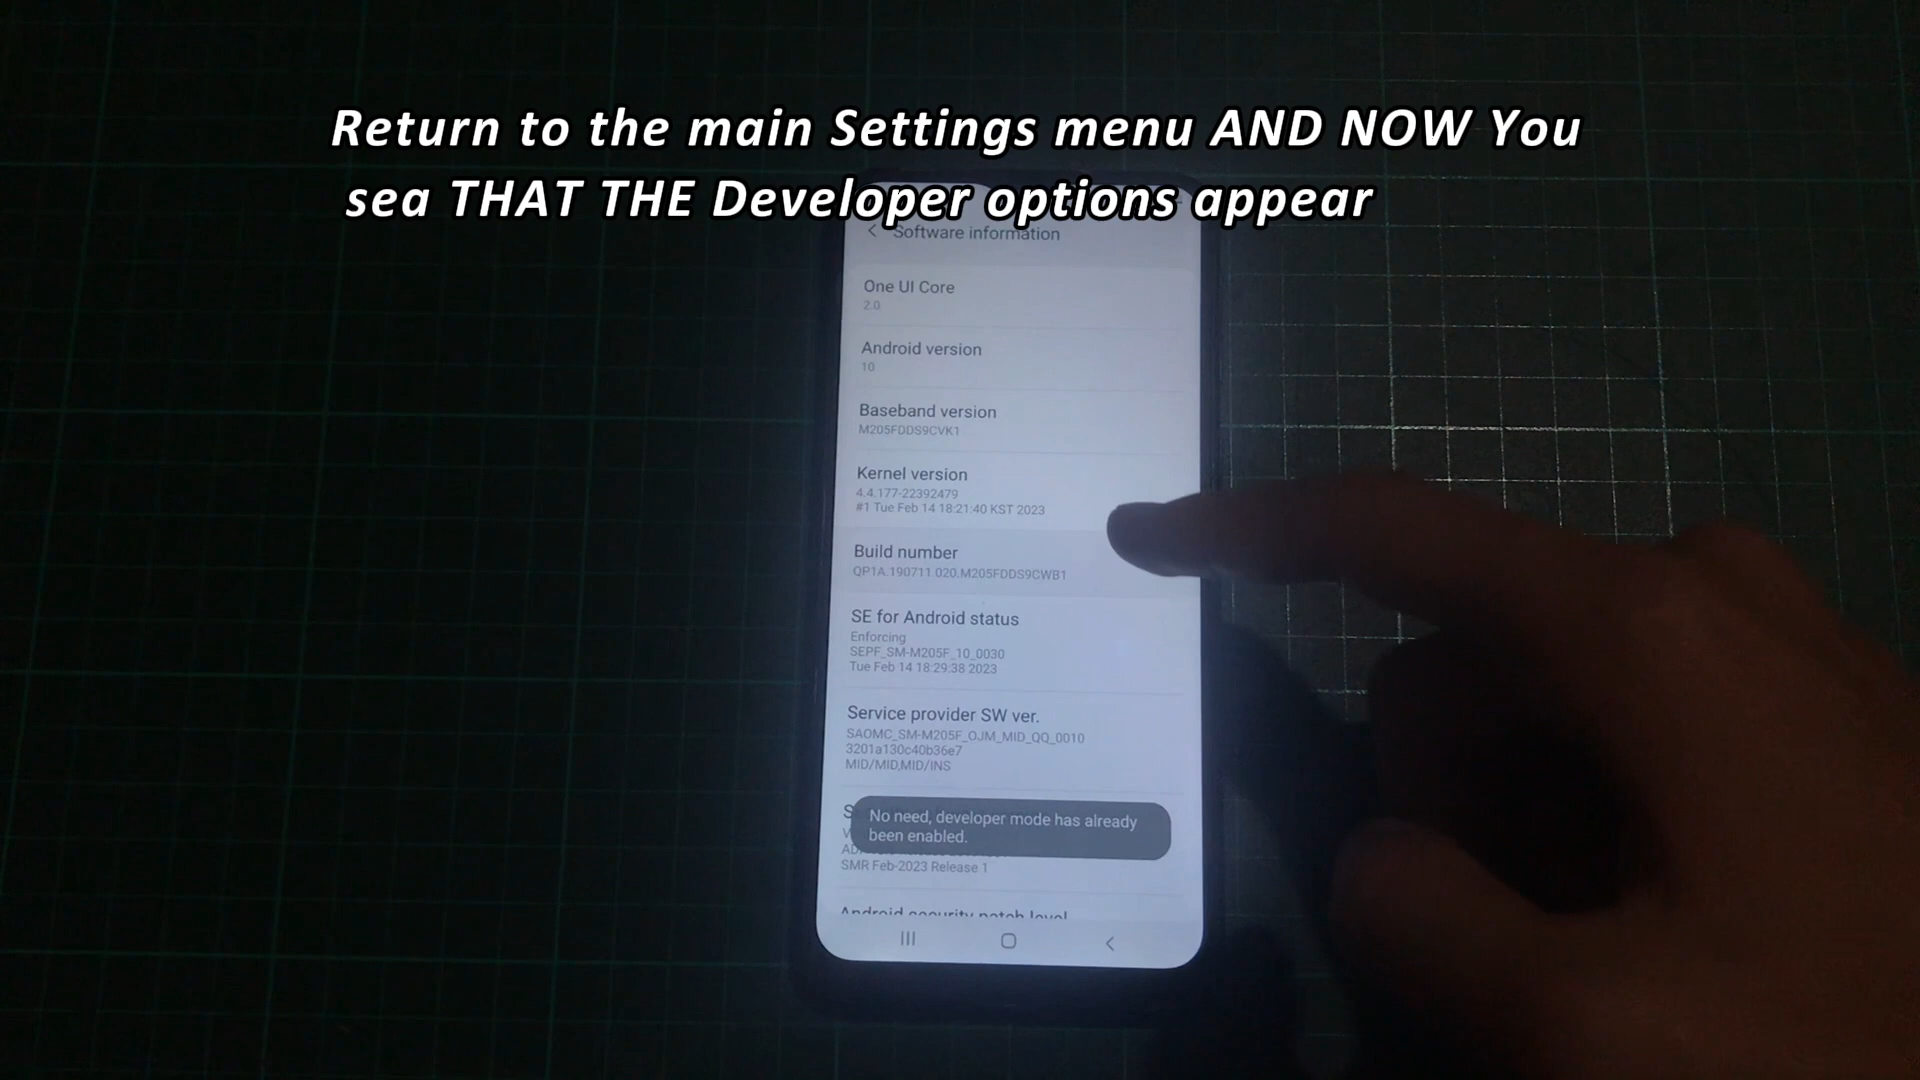 Return to the main Settings menu AND NOW You
sea THAT THE Developer options appear
Software information
One UI Core
2.0
Android version
10
Baseband version
M205FDDS9CVK1
Kernel version
4.4.177-22392479
#1 Tue Feb 14 18:21:40 KST 2023
Build number
QP1A.190711.020.M205FDDS9CWB1
SE for Android status
Enforcing
SEPF_SM-M205F_10_0030
Tue Feb 14 18:29:38 2023
Service provider SW ver.
SAOMC_SM-M205F_OJM_MID_QQ_0010
3201a130c40b36e7
MID/MID,MID/INS
No need, developer mode has already
been enabled.
SMR Feb-2023 Release 1
Android security patch level